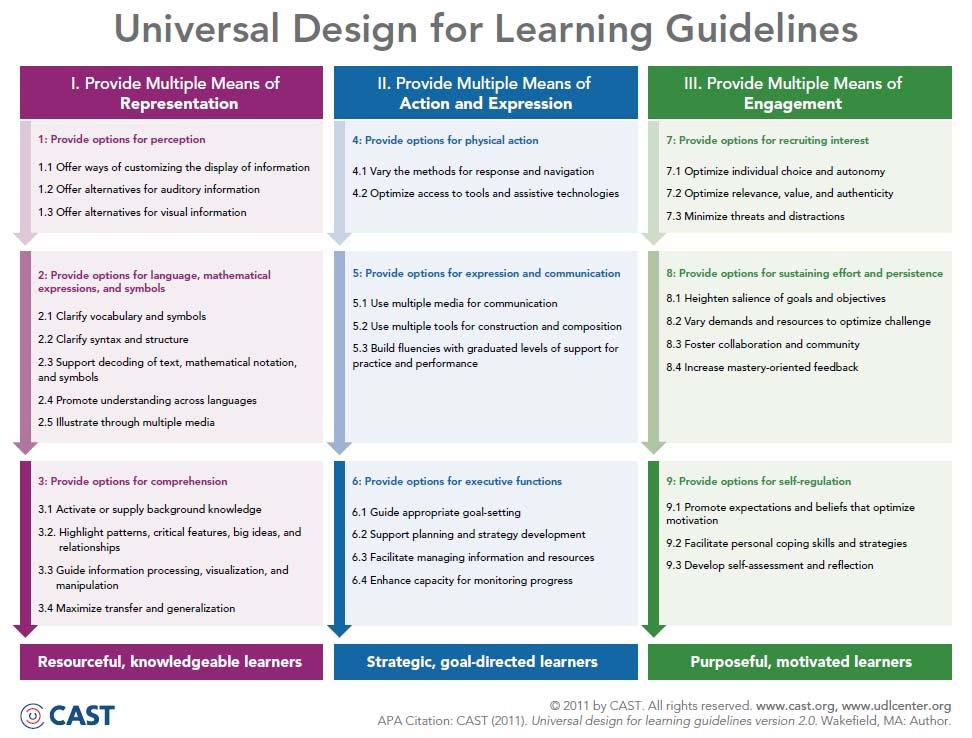 Universal Design for Learning Guidelines
I. Provide Multiple Means of
Representation
1: Provide options for perception
1.1 Offer ways of customizing the display of information
1.2 Offer alternatives for auditory information
1.3 Offer alternatives for visual information
2: Provide options for language, mathematical
expressions, and symbols
2.1 Clarify vocabulary and symbols
2.2 Clarify syntax and structure
2.3 Support decoding of text, mathematical notation,
and symbols
2.4 Promote understanding across languages
2.5 Illustrate through multiple media
3: Provide options for comprehension
3.1 Activate or supply background knowledge
3.2. Highlight patterns, critical features, big ideas, and
relationships
3.3 Guide information processing, visualization, and
manipulation
3.4 Maximize transfer and generalization
Resourceful, knowledgeable learners
II. Provide Multiple Means of
Action and Expression
4: Provide options for physical action
4.1 Vary the methods for response and navigation
4.2 Optimize access to tools and assistive technologies
5: Provide options for expression and communication
5.1 Use multiple media for communication
5.2 Use multiple tools for construction and composition
5.3 Build fluencies with graduated levels of support for
practice and performance
6: Provide options for executive functions
6.1 Guide appropriate goal-setting
6.2 Support planning and strategy development
6.3 Facilitate managing information and resources
6.4 Enhance capacity for monitoring progress
Strategic, goal-directed learners
III. Provide Multiple Means of
Engagement
7: Provide options for recruiting interest
7.1 Optimize individual choice and autonomy
7.2 Optimize relevance, value, and authenticity
7.3 Minimize threats and distractions
8: Provide options for sustaining effort and persistence
8.1 Heighten salience of goals and objectives
8.2 Vary demands and resources to optimize challenge
8.3 Foster collaboration and community
8.4 Increase mastery-oriented feedback
9: Provide options for self-regulation
9.1 Promote expectations and beliefs that optimize
motivation
9.2 Facilitate personal coping skills and strategies
9.3 Develop self-assessment and reflection
Purposeful, motivated learners
CAST
© 2011 by CAST. All rights reserved. www.cast.org, www.udlcenter.org
APA Citation: CAST (2011). Universal design for learning guidelines version 2.0. Wakefield, MA: Author.